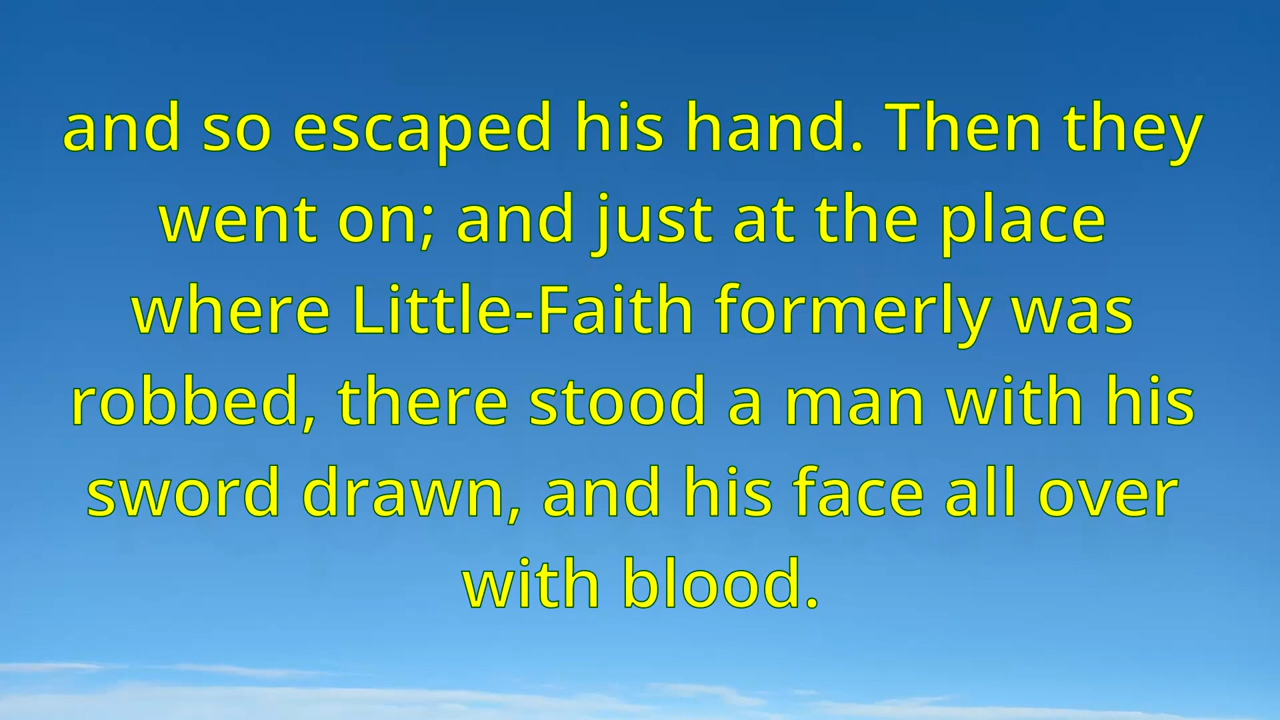 and so escaped his hand. Then they
went on; and just at the place
where Little-Faith formerly was
robbed, there stood a man with his
sword drawn, and his face all over
with blood.